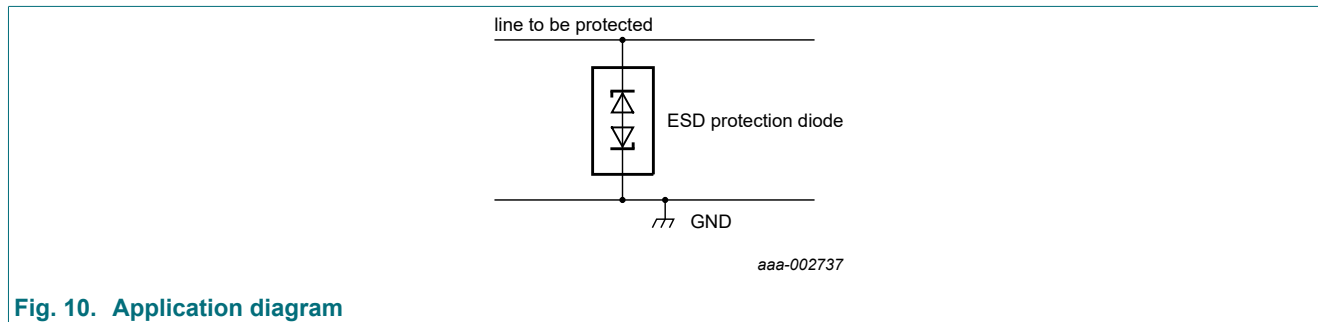 line to be protected
ESD protection diode
GND
aaa-002737
Fig. 10. Application diagram